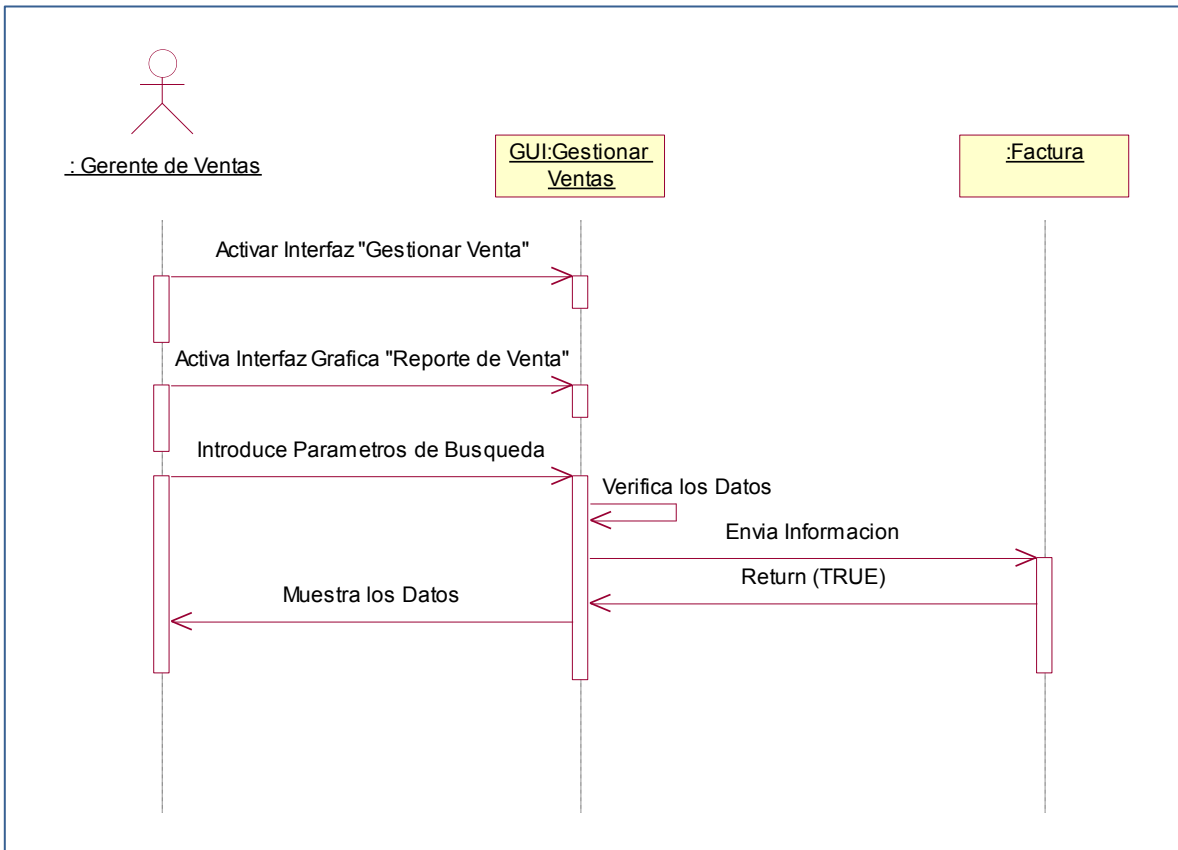 : Gerente de Ventas
GUI:Gestionar
Ventas
:Factura
Activar Interfaz "Gestionar Venta"
Activa Interfaz Grafica "Reporte de Venta"
Introduce Parametros de Busqueda
Verifica los Datos
Envia Informacion
Return (TRUE)
Muestra los Datos